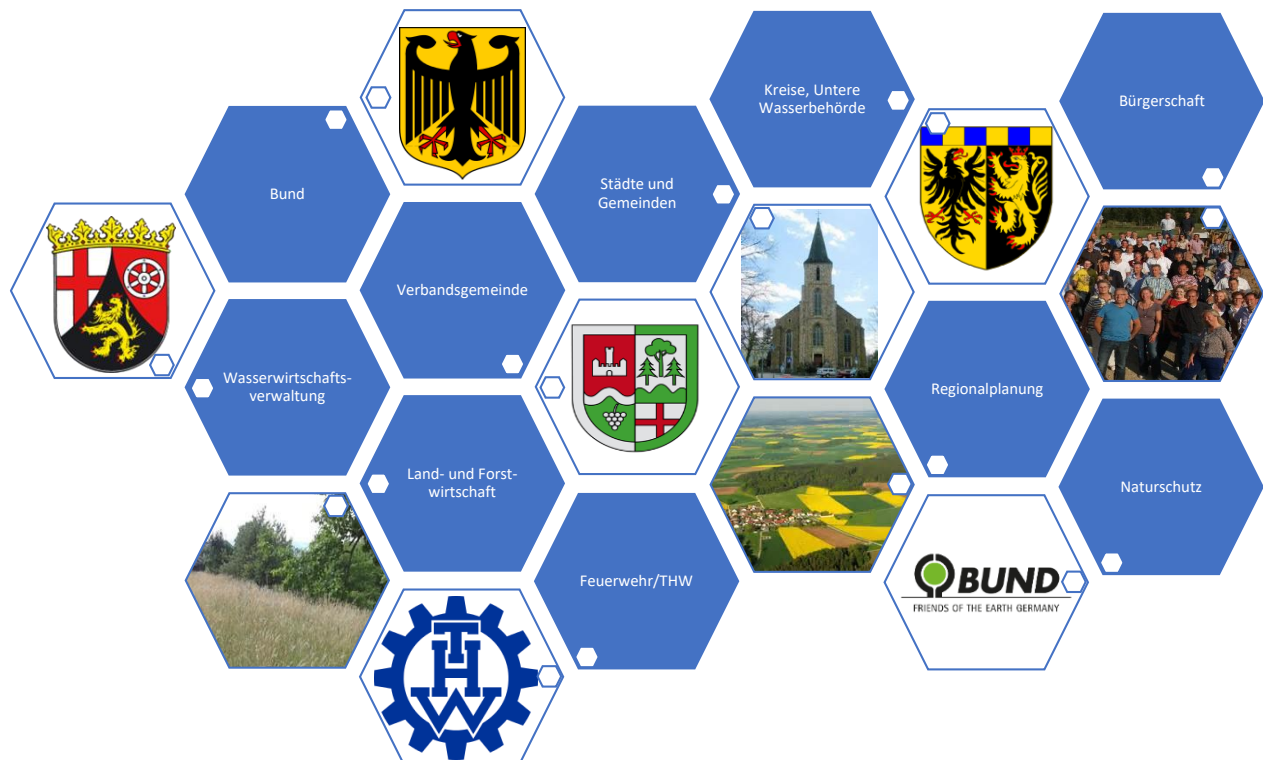 Kreise, Untere
Wasserbehörde
Bürgerschaft
Bund
Städte und
Gemeinden
Verbandsgemeinde
Wasserwirtschafts-
verwaltung
Regionalplanung
Land- und Forst-
wirtschaft
Naturschutz
Feuerwehr/THW
BUND
FRIENDS OF THE EARTH GERMANY
THW